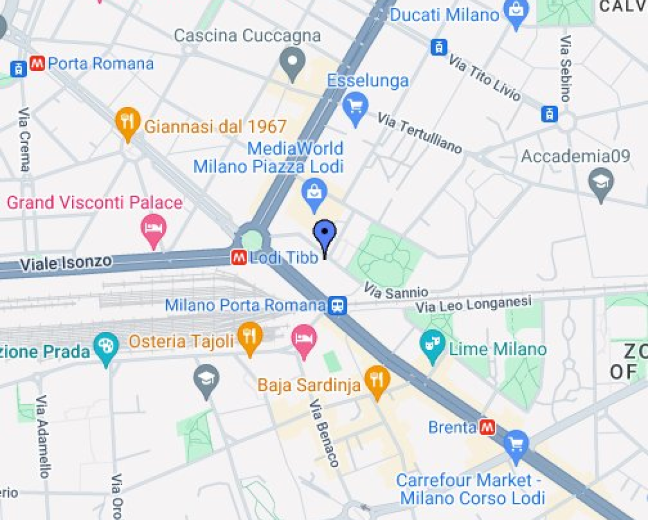 CALV
Ducati Milano
Cascina Cuccagna
M Porta Romana
Via Tito Livio
Via Sebino
Esselunga
Via Crema
Giannasi dal 1967
Via Tertulliano
MediaWorld
Milano Piazza Lodi
Accademia09
Grand Visconti Palace
Viale Isonzo
M Lodi Tibb
Via Sannio
Milano Porta Romana
Via Leo Longanesi
zione Prada
Osteria Tajoli
Lime Milano
ZO
OF
Baja Sardinja
Via Adamello
Via Benaco
Brenta M
Via Oro
Carrefour Market -
Milano Corso Lodi
erio